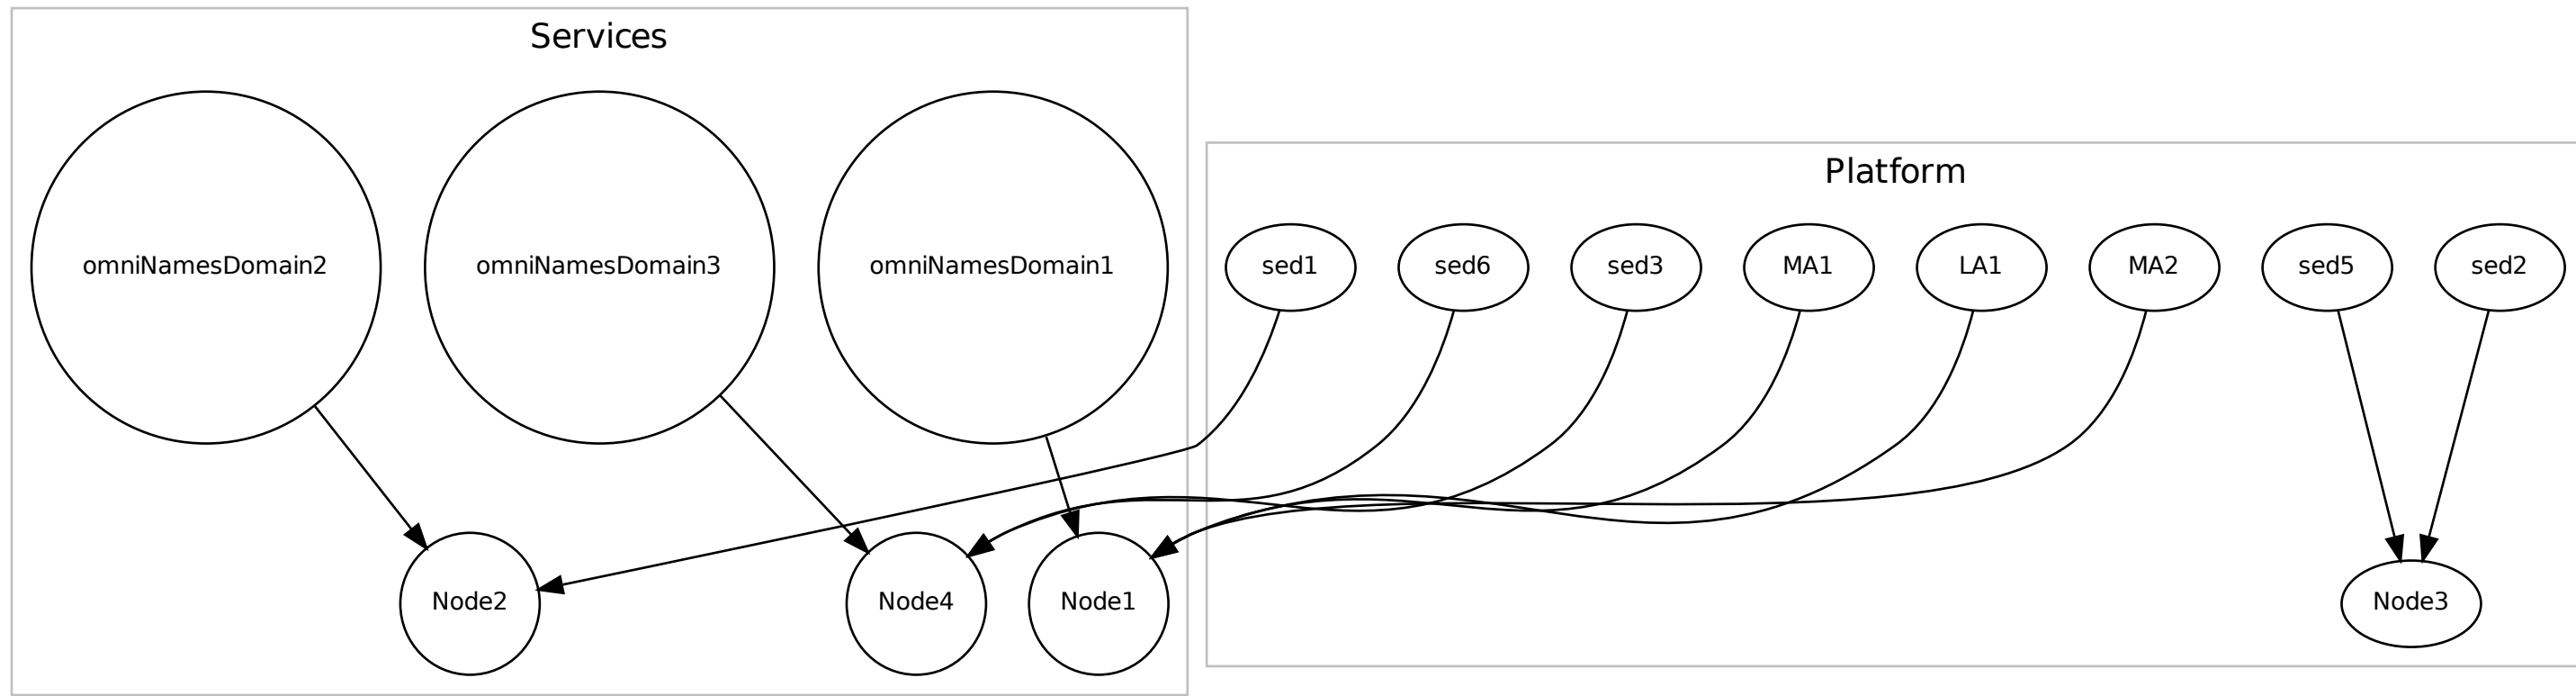 Services
omniNamesDomain2
omniNamesDomain3
omniNamesDomain1
Node2
Node4
Node1
Platform
sed1
sed6
sed3
MA1
LA1
MA2
sed5
sed2
Node3